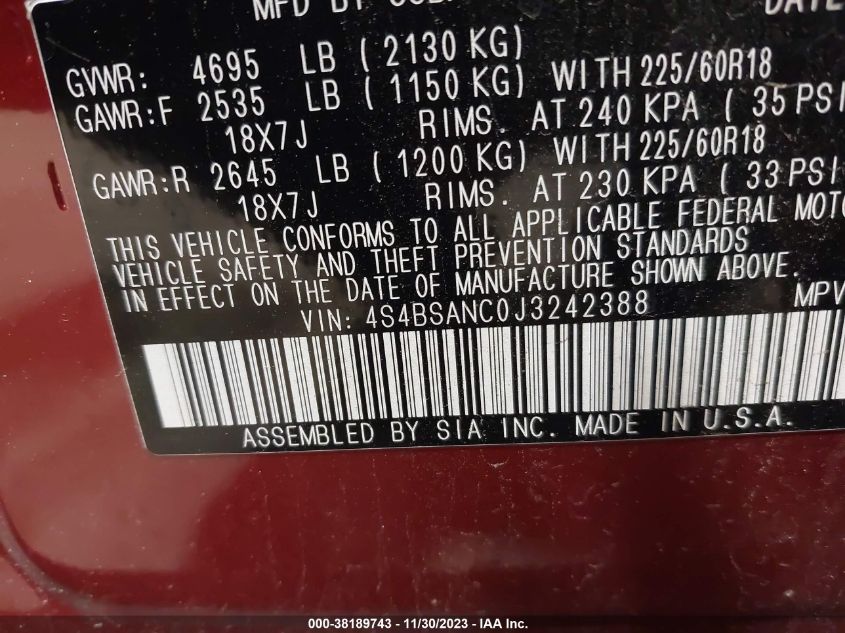 MFD BY
DATE
GVWR: 4695 LB ( 2130 KG)
GAWR:F 2535 LB ( 1150 KG) WITH 225/60R18
18X7J RIMS. AT 240 KPA ( 35 PSI
GAWR:R 2645 LB ( 1200 KG) WITH 225/60R18
18X7J RIMS. AT 230 KPA ( 33 PSI
THIS VEHICLE CONFORMS TO ALL APPLICABLE FEDERAL MOTO
VEHICLE SAFETY AND THEFT PREVENTION STANDARDS
IN EFFECT ON THE DATE OF MANUFACTURE SHOWN ABOVE.
VIN: 4S4BSANC0J3242388 MPV
ASSEMBLED BY SIA INC. MADE IN U.S.A.
000-38189743 - 11/30/2023 - IAA Inc.